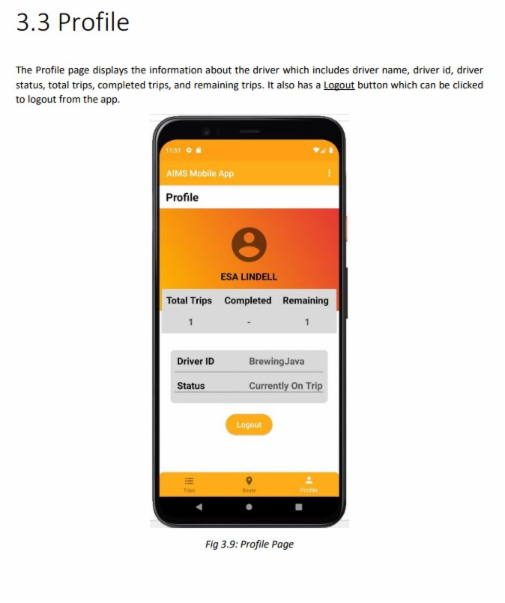 3.3 Profile
The Profile page displays the information about the driver which includes driver name, driver id, driver
status, total trips, completed trips, and remaining trips. It also has a Logout button which can be clicked
to logout from the app.
11:51
AIMS Mobile App
Profile
ESA LINDELL
Total Trips Completed Remaining
1 - 1
Driver ID BrewingJava
Status Currently On Trip
Logout
Trips Route Profile
Fig 3.9: Profile Page